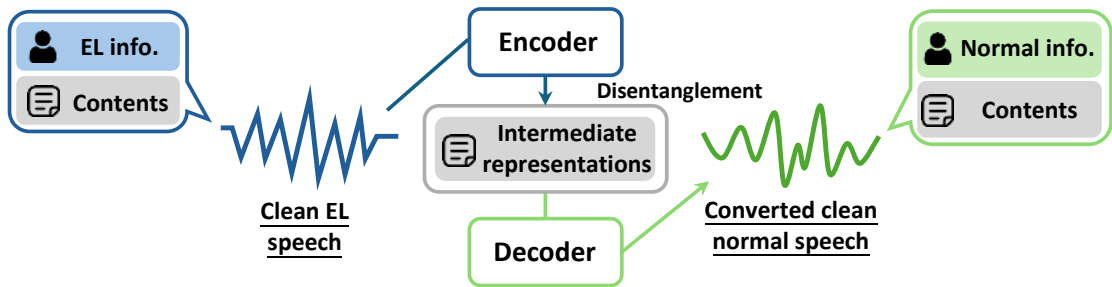 EL info.
Contents
Clean EL
speech
Encoder
Disentanglement
Intermediate
representations
Decoder
Converted clean
normal speech
Normal info.
Contents